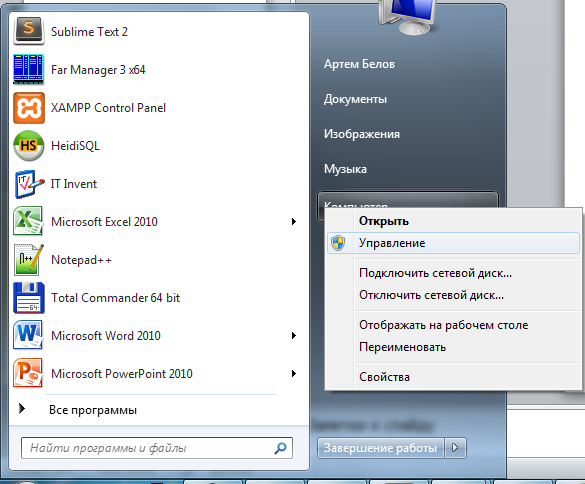 Sublime Text 2
Far Manager 3 x64
XAMPP Control Panel
HeidiSQL
IT Invent
Microsoft Excel 2010
Notepad++
Total Commander 64 bit
Microsoft Word 2010
Microsoft PowerPoint 2010
Все программы
Найти программы и файлы
Артем Белов
Документы
Изображения
Музыка
Компьютер
Открыть
Управление
Подключить сетевой диск...
Отключить сетевой диск...
Отображать на рабочем столе
Переименовать
Свойства
Заметки к слайду
Завершение работы